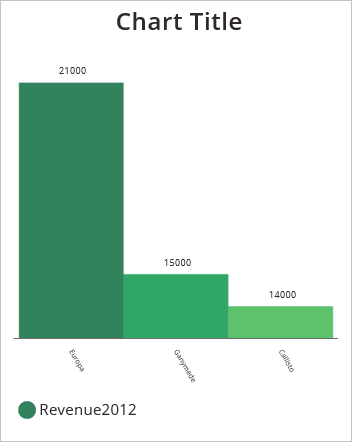 Chart Title
21000
15000
14000
Europa
Ganymede
Callisto
Revenue2012